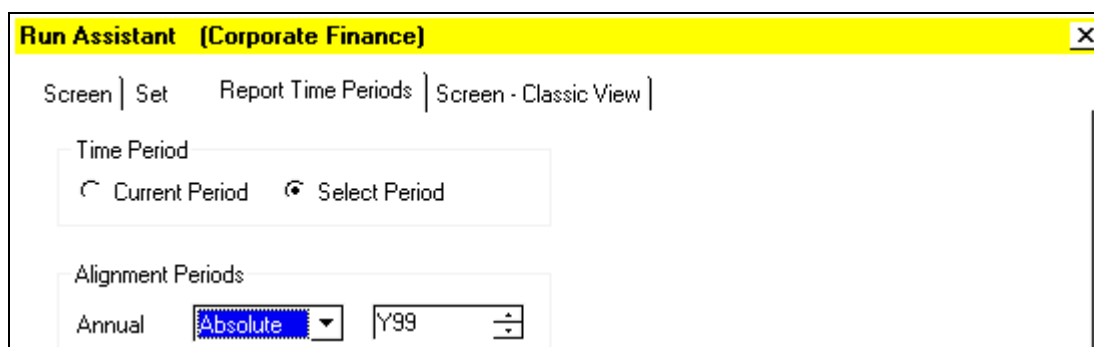 Run Assistant (Corporate Finance)
Screen Set Report Time Periods Screen - Classic View
Time Period
Current Period Select Period
Alignment Periods
Annual Absolute Y99